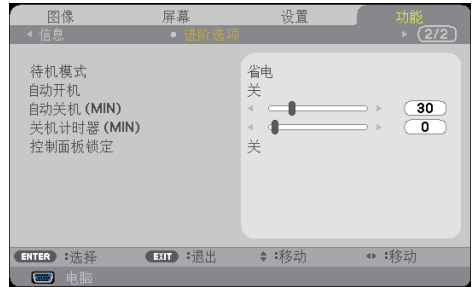 图像 屏幕 设置 功能
信息 进阶选项 (2/2)
待机模式 省电
自动开机 关
自动关机 (MIN) 30
关机计时器 (MIN) 0
控制面板锁定 关
ENTER :选择 EXIT :退出 :移动 :移动
电脑